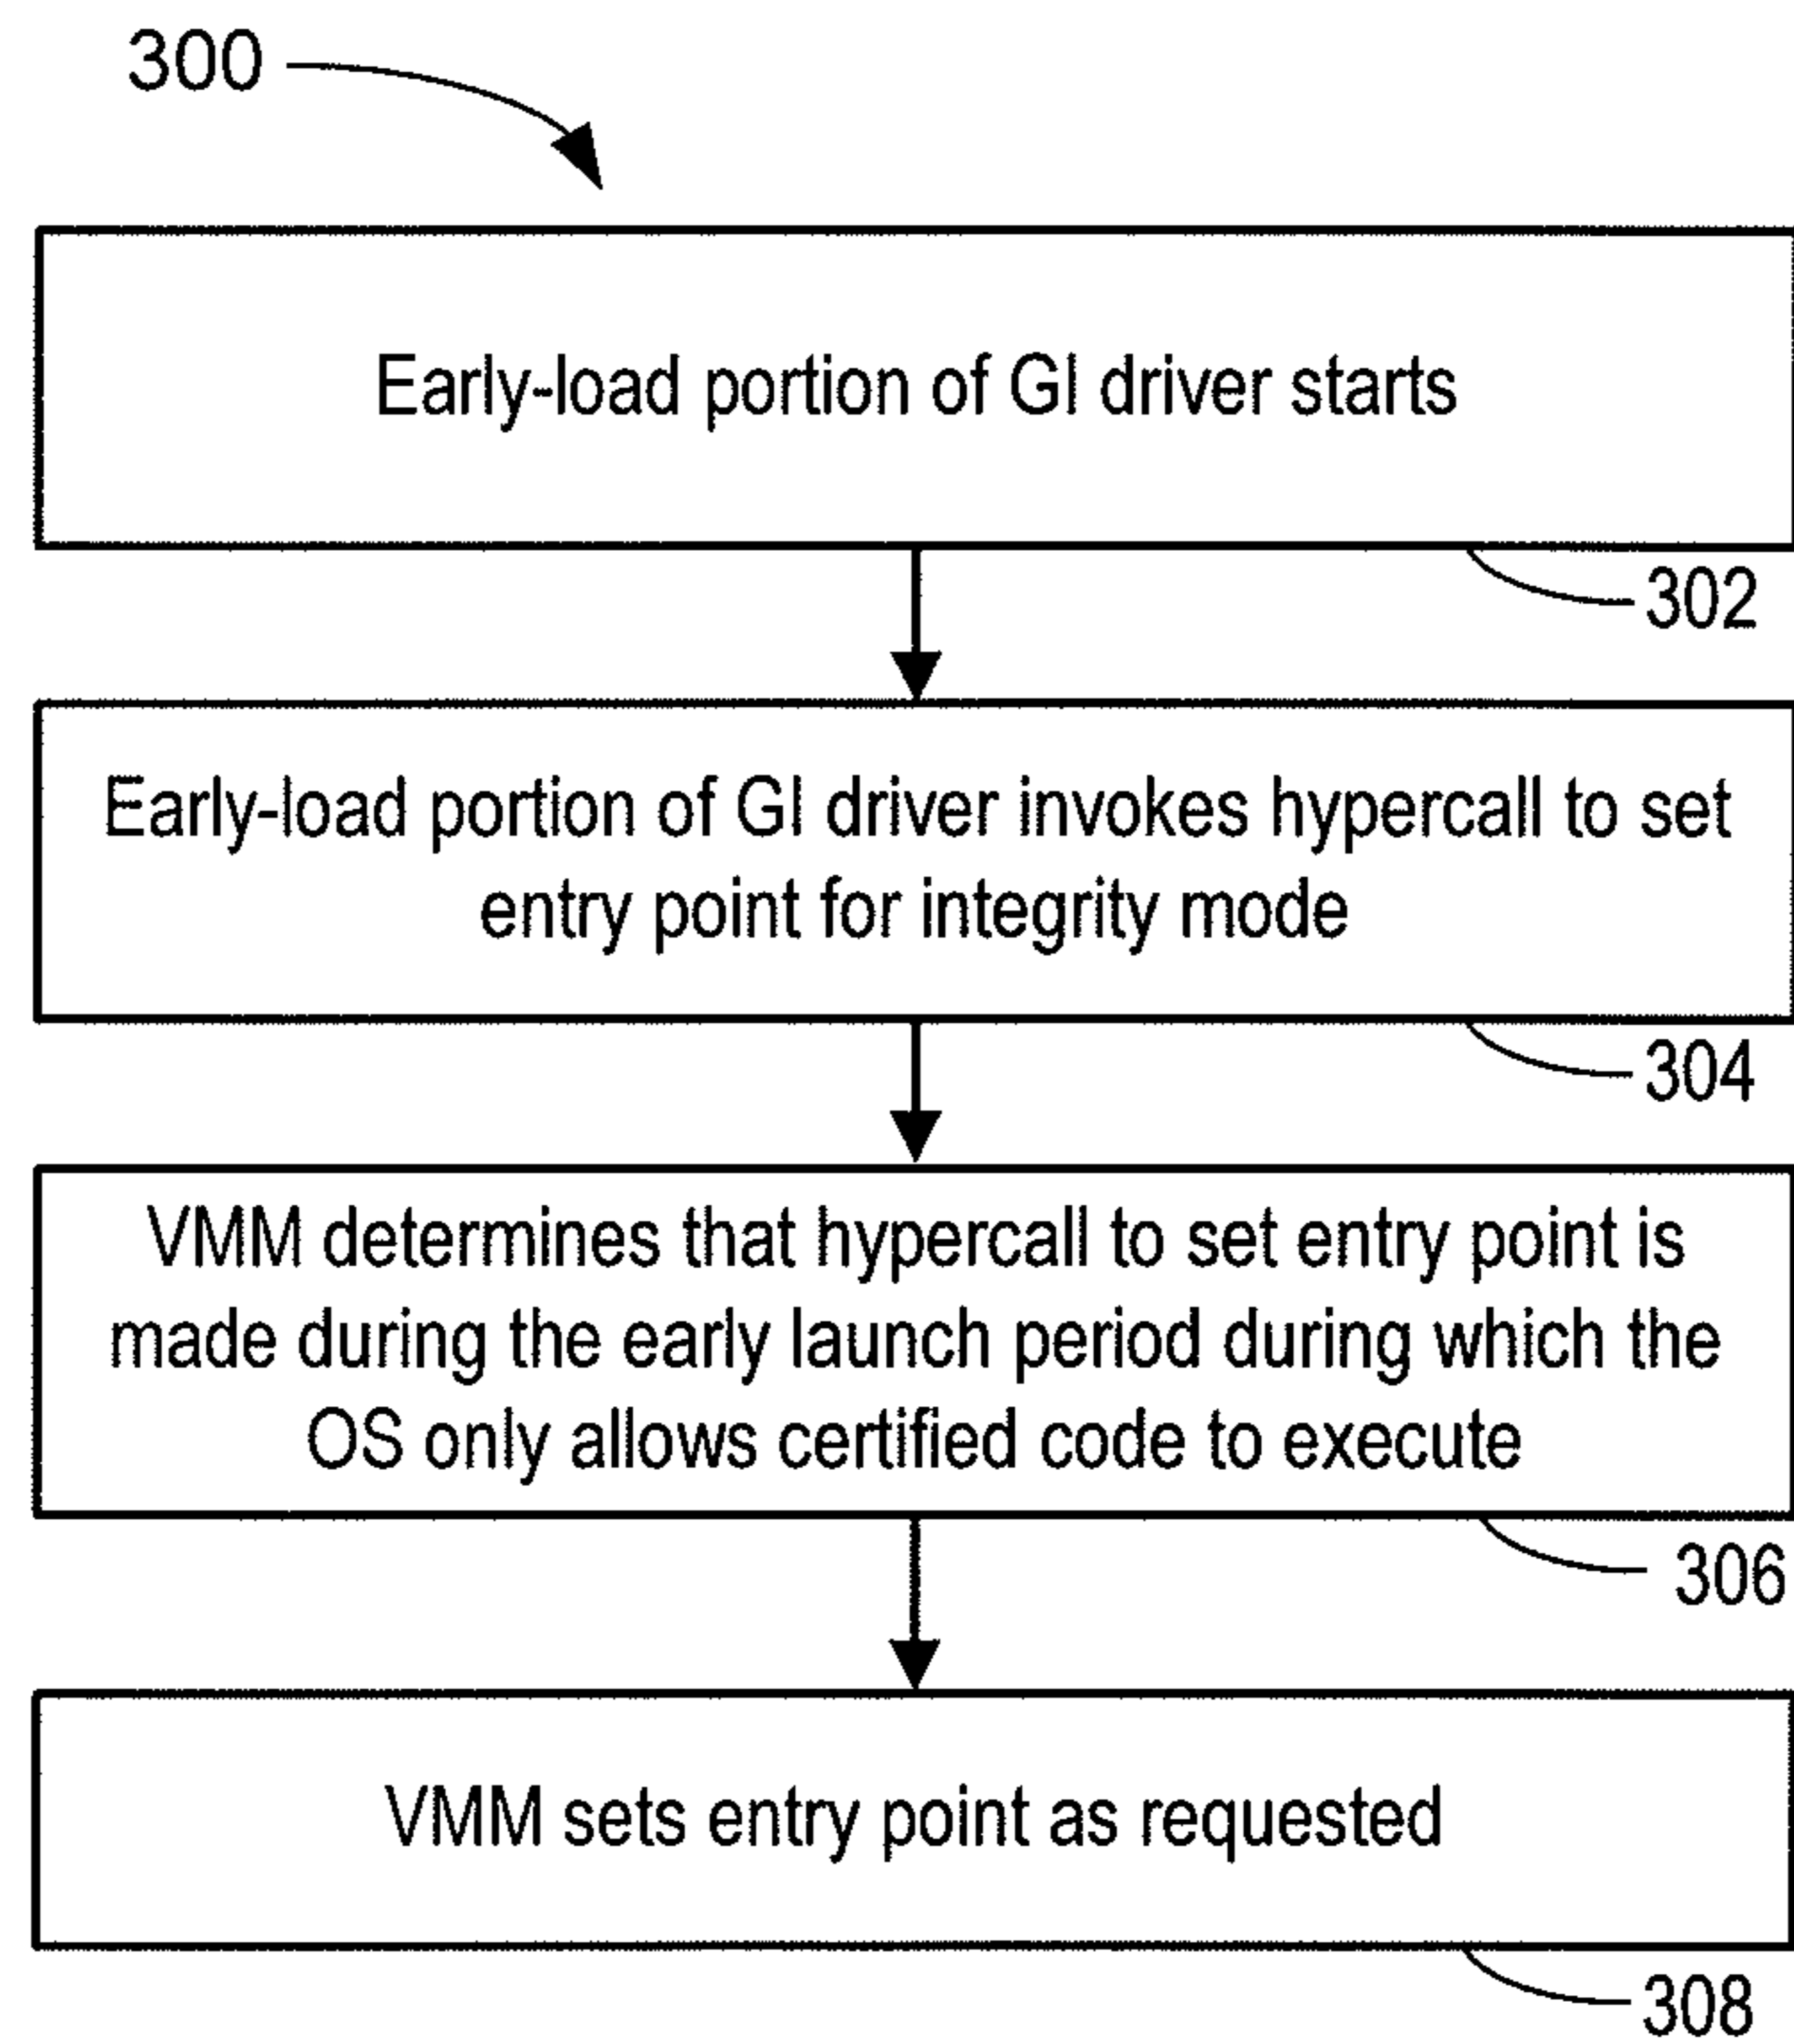 300
Early-load portion of GI driver starts
302
Early-load portion of GI driver invokes hypercall to set
entry point for integrity mode
304
VMM determines that hypercall to set entry point is
made during the early launch period during which the
OS only allows certified code to execute
306
VMM sets entry point as requested
308